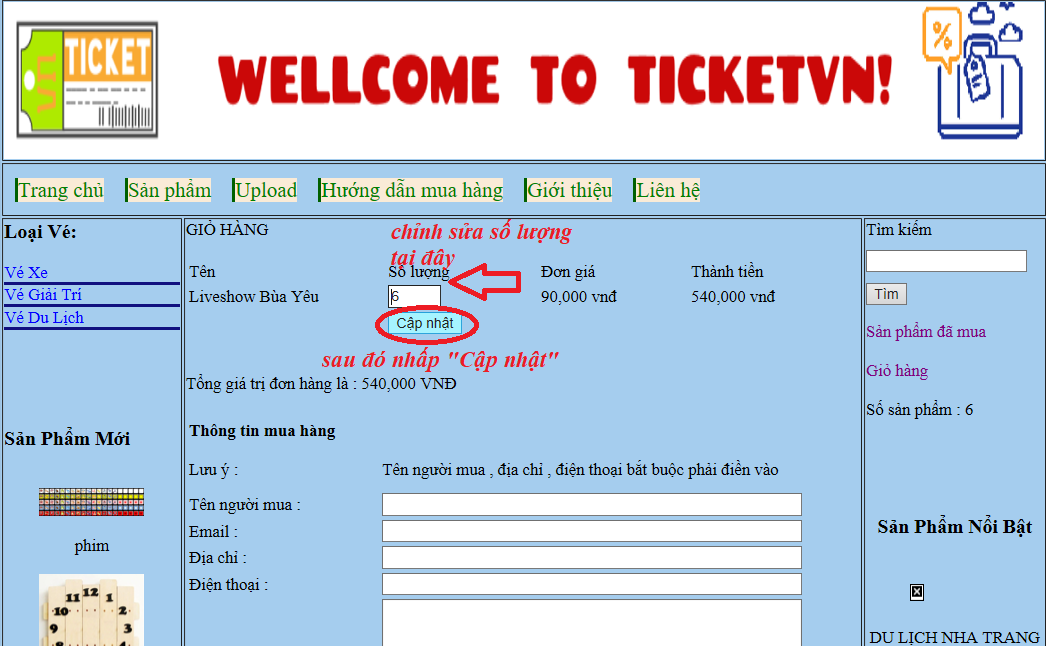 VN TICKET
WELLCOME TO TICKETVN!
%
Trang chủ Sản phẩm Upload Hướng dẫn mua hàng Giới thiệu Liên hệ
Loại Vé:
Vé Xe
Vé Giải Trí
Vé Du Lịch
Sản Phẩm Mới
phim
11 12 1
10 2
9 3
GIỎ HÀNG
chỉnh sửa số lượng
tại đây
Tên Số lượng Đơn giá Thành tiền
Liveshow Bùa Yêu 6 90,000 vnđ 540,000 vnđ
Cập nhật
sau đó nhấp "Cập nhật"
Tổng giá trị đơn hàng là : 540,000 VNĐ
Thông tin mua hàng
Lưu ý : Tên người mua , địa chỉ , điện thoại bắt buộc phải điền vào
Tên người mua :
Email :
Địa chỉ :
Điện thoại :
Tìm kiếm
Tìm
Sản phẩm đã mua
Giỏ hàng
Số sản phẩm : 6
Sản Phẩm Nổi Bật
DU LỊCH NHA TRANG